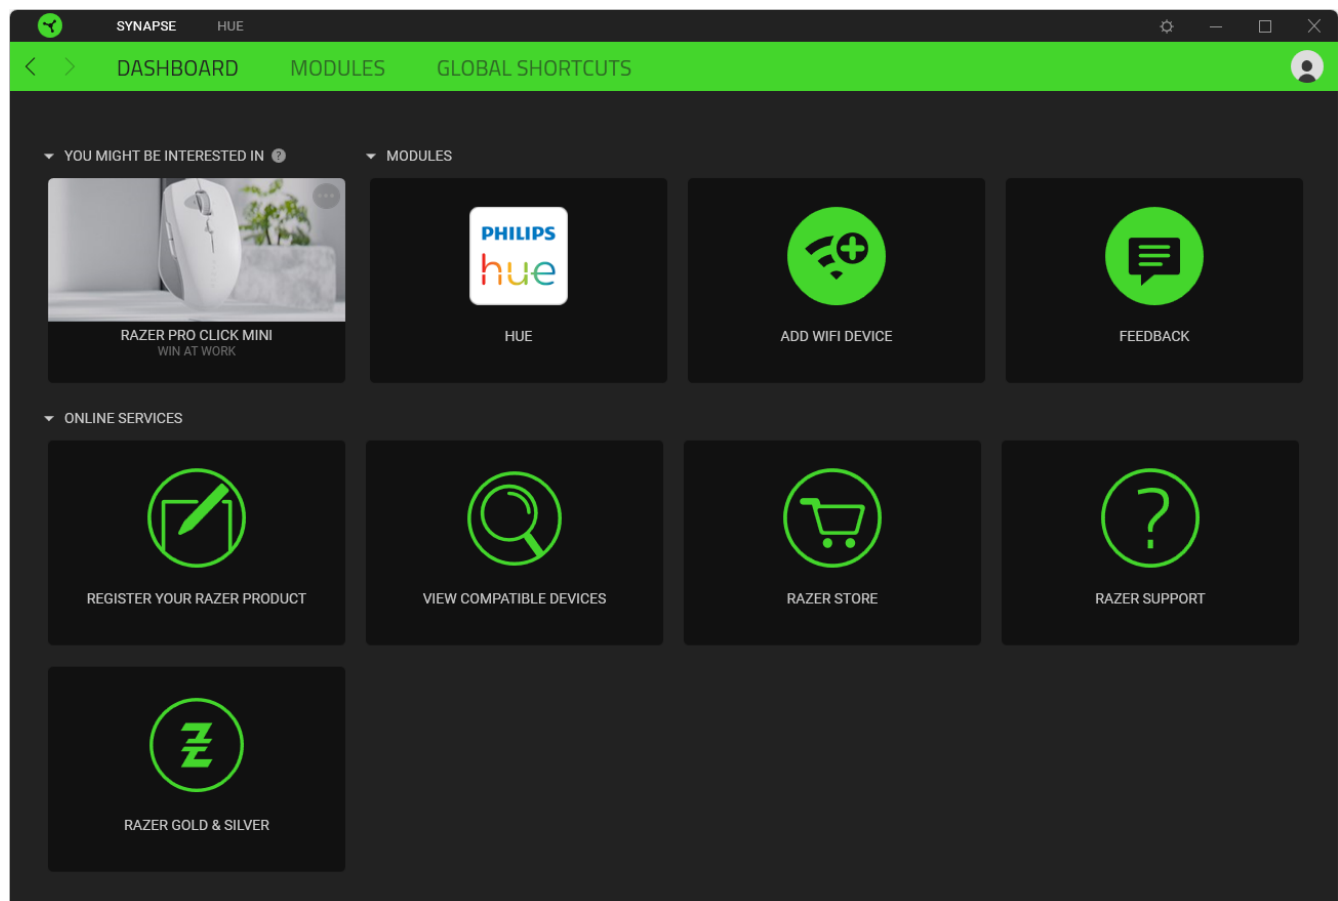 SYNAPSE HUE
DASHBOARD MODULES GLOBAL SHORTCUTS
YOU MIGHT BE INTERESTED IN ?
MODULES
RAZER PRO CLICK MINI
WIN AT WORK
PHILIPS
hue
HUE
ADD WIFI DEVICE
FEEDBACK
ONLINE SERVICES
REGISTER YOUR RAZER PRODUCT
VIEW COMPATIBLE DEVICES
RAZER STORE
?
RAZER SUPPORT
RAZER GOLD & SILVER